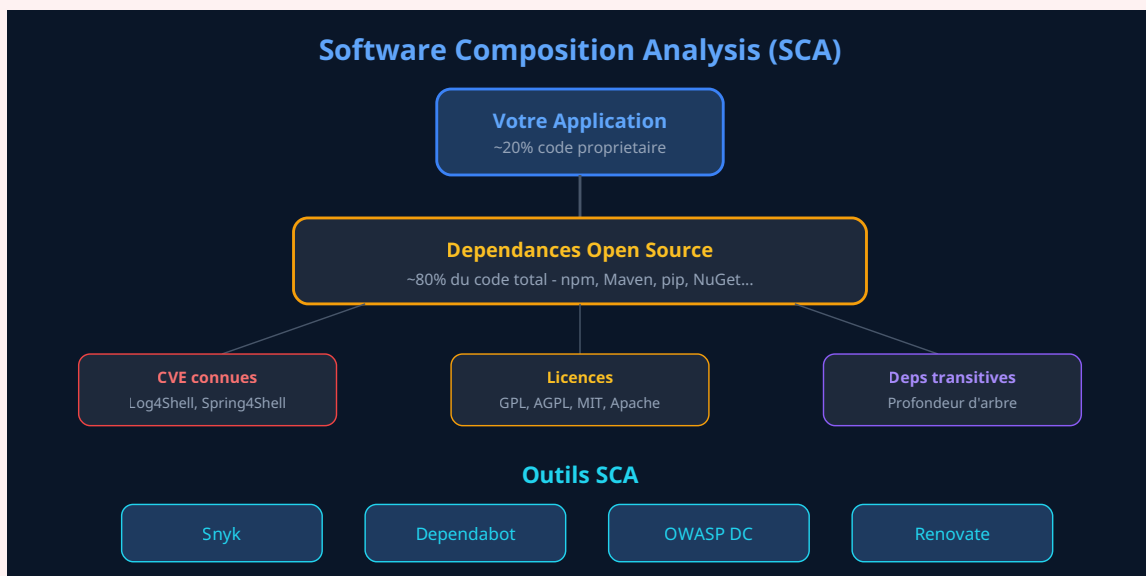 Software Composition Analysis (SCA)
Votre Application
~20% code proprietaire
Dependances Open Source
~80% du code total - npm, Maven, pip, NuGet...
CVE connues
Log4Shell, Spring4Shell
Licences
GPL, AGPL, MIT, Apache
Deps transitives
Profondeur d'arbre
Outils SCA
Snyk
Dependabot
OWASP DC
Renovate